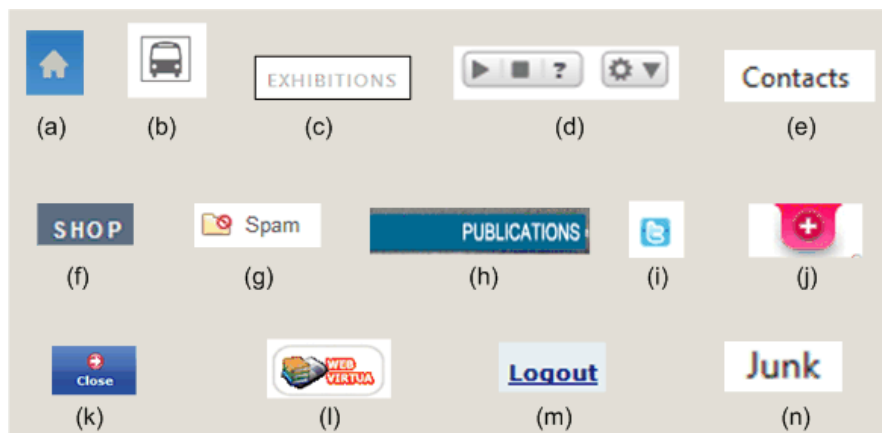 EXHIBITIONS
?
Contacts
(a) (b) (c) (d) (e)
SHOP
Spam
PUBLICATIONS
(f) (g) (h) (i) (j)
Close
WEB
VIRTUA
Logout
Junk
(k) (l) (m) (n)